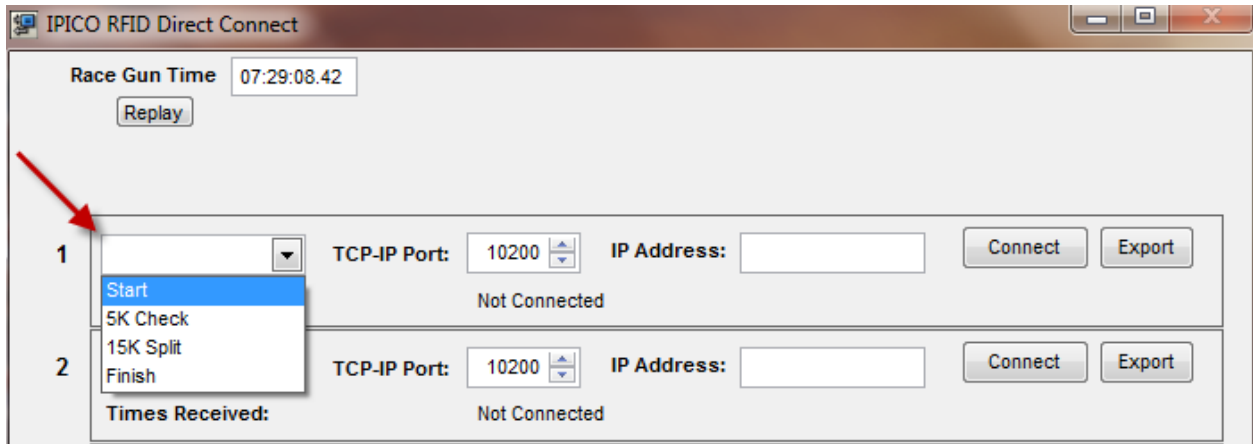 IPICO RFID Direct Connect
Race Gun Time 07:29:08.42
Replay
1 TCP-IP Port: 10200 IP Address: Connect Export
Start
Not Connected
5K Check
15K Split
2 TCP-IP Port: 10200 IP Address: Connect Export
Finish
Times Received: Not Connected